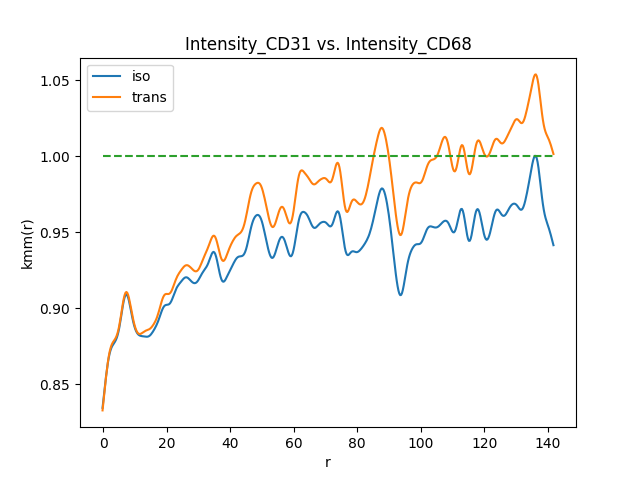 Intensity_CD31 vs. Intensity_CD68
iso
trans
kmm(r)
1.05
1.00
0.95
0.90
0.85
0 20 40 60 80 100 120 140
r